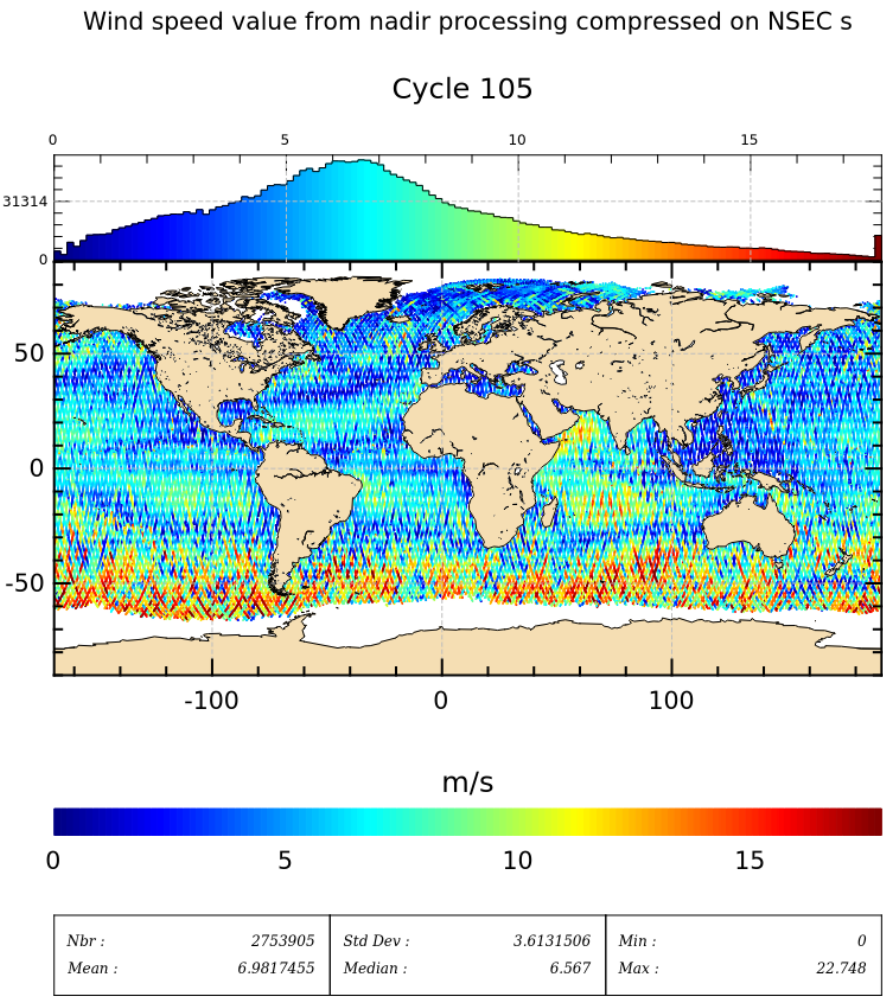 Wind speed value from nadir processing compressed on NSEC s
Cycle 105
0 5 10 15
31314
0
50
0
-50
-100 0 100
m/s
0 5 10 15
Nbr : 2753905 Std Dev : 3.6131506 Min : 0
Mean : 6.9817455 Median : 6.567 Max : 22.748